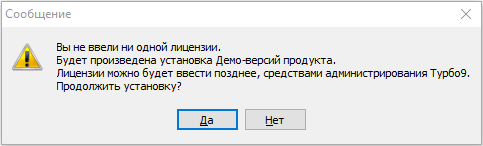 Сообщение
Вы не ввели ни одной лицензии.
Будет произведена установка Демо-версий продукта.
Лицензии можно будет ввести позднее, средствами администрирования Турбо9.
Продолжить установку?
Да
Нет